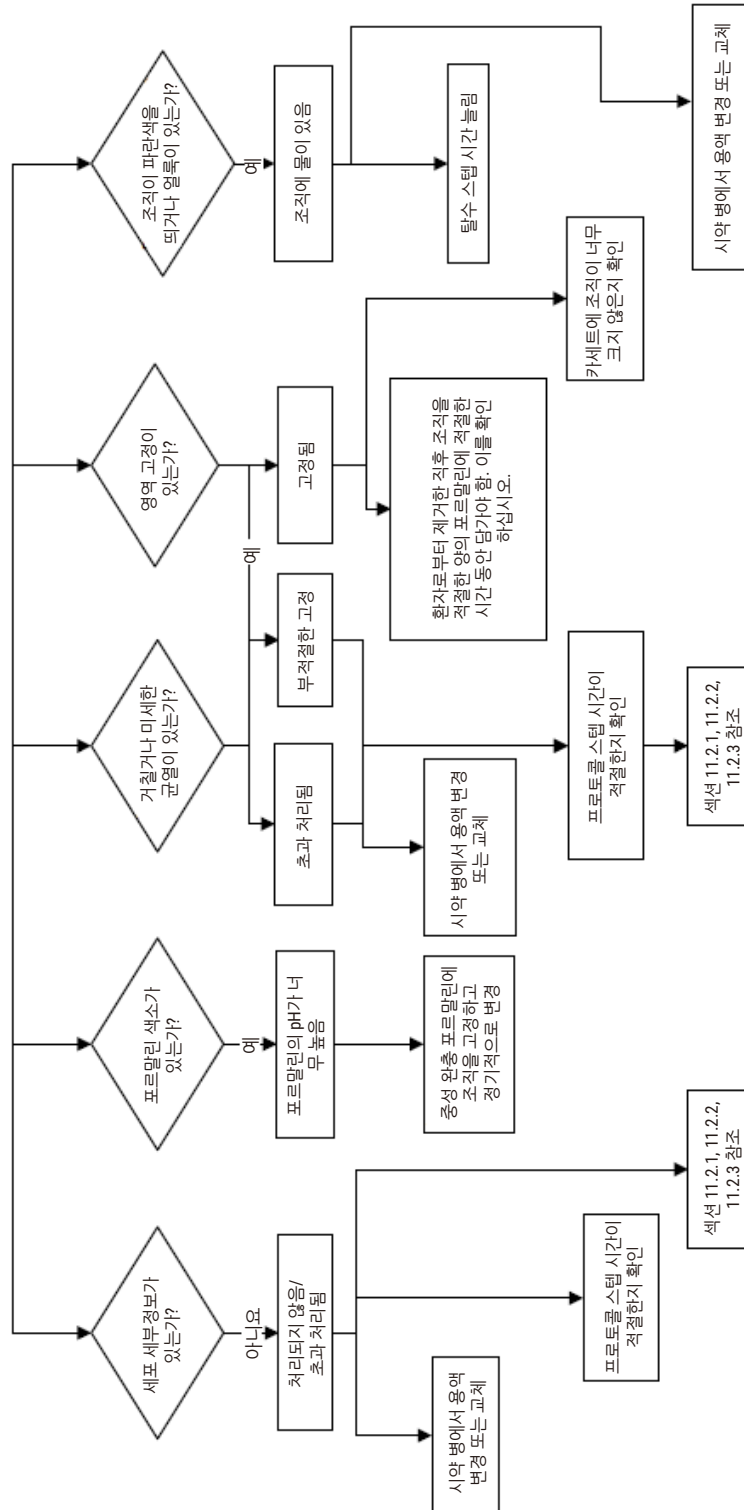 세포 세부정보가
있는가?
아니요
처리되지 않음/
초과 처리됨
시약 병에서 용액
변경 또는 교체
프로토콜 스텝 시간이
적절한지 확인
섹션 11.2.1, 11.2.2,
11.2.3 참조
포르말린 색소가
있는가?
예
포르말린의 pH가 너
무 높음
중성 완충 포르말린에
조직을 고정하고
정기적으로 변경
거칠거나 미세한
균열이 있는가?
초과 처리됨
부적절한 고정
시약 병에서 용액 변경
또는 교체
프로토콜 스텝 시간이
적절한지 확인
섹션 11.2.1, 11.2.2,
11.2.3 참조
영역 고정이
있는가?
예
고정됨
환자로부터 제거한 직후 조직을
적절한 양의 포르말린에 적절한
시간 동안 담가야 함. 이를 확인
하십시오.
카세트에 조직이 너무
크지 않은지 확인
조직이 파란색을
띄거나 얼룩이 있는가?
예
조직에 물이 있음
탈수 스텝 시간 늘림
시약 병에서 용액 변경 또는 교체